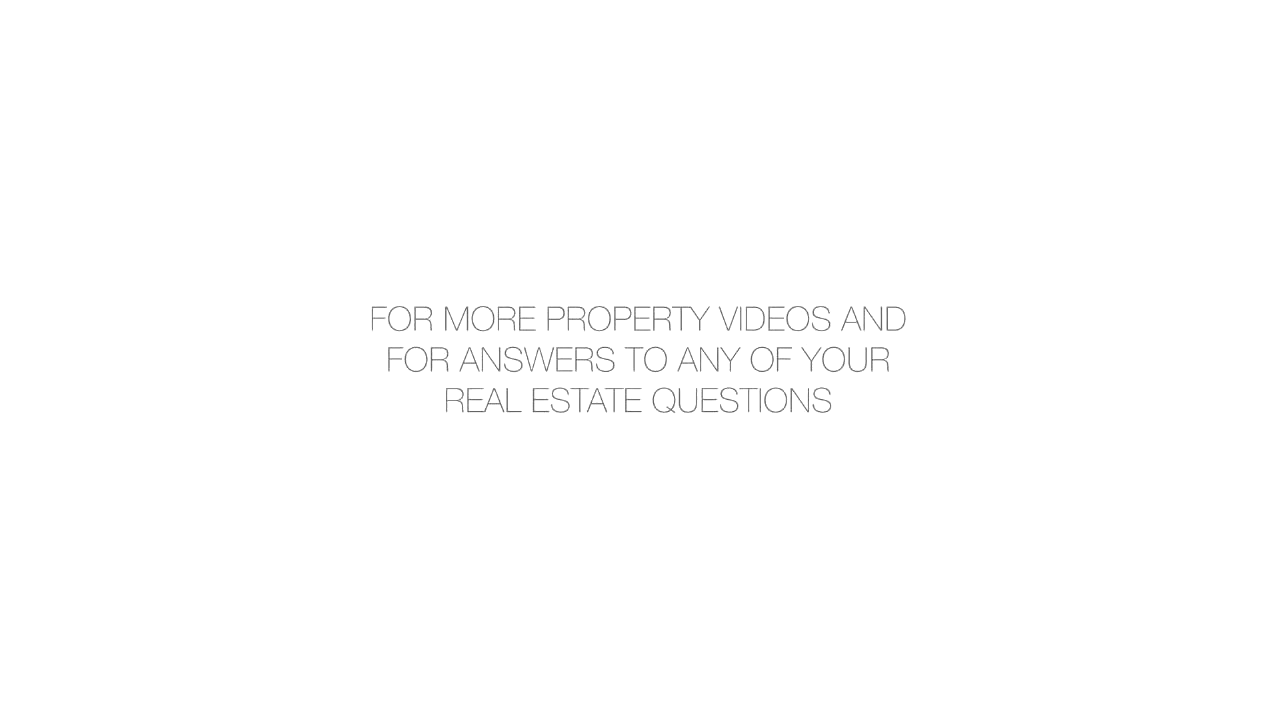 FOR MORE PROPERTY VIDEOS AND
FOR ANSWERS TO ANY OF YOUR
REAL ESTATE QUESTIONS